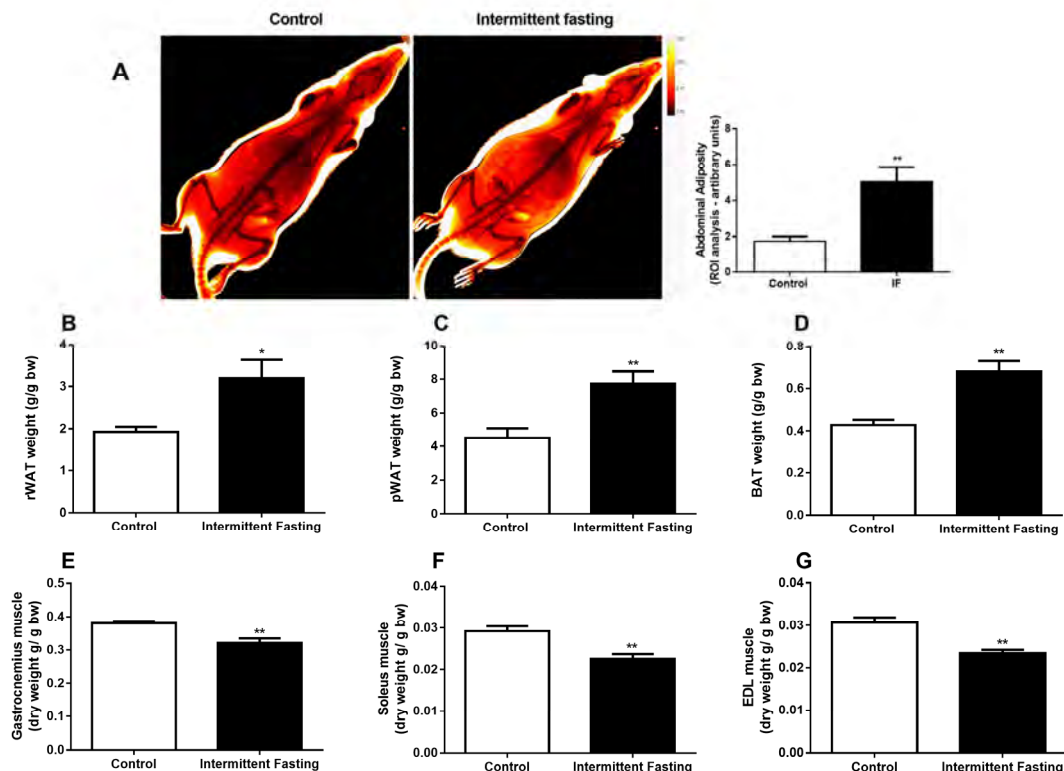 Control
Intermittent fasting
A
Abdominal Adiposity
(ROI analysis - artibrary units)
8
6
4
2
0
**
Control
IF
B
rWAT weight (g/g bw)
4
3
2
1
0
*
Control
Intermittent Fasting
C
pWAT weight (g/g bw)
10
8
6
4
2
0
**
Control
Intermittent Fasting
D
BAT weight (g/g bw)
0.8
0.6
0.4
0.2
0.0
**
Control
Intermittent Fasting
E
Gastrocnemius muscle
(dry weight g/ g bw)
0.5
0.4
0.3
0.2
0.1
0.0
**
Control
Intermittent Fasting
F
Soleus muscle
(dry weight g/ g bw)
0.04
0.03
0.02
0.01
0.00
**
Control
Intermittent Fasting
G
EDL muscle
(dry weight g/ g bw)
0.04
0.03
0.02
0.01
0.00
**
Control
Intermittent Fasting